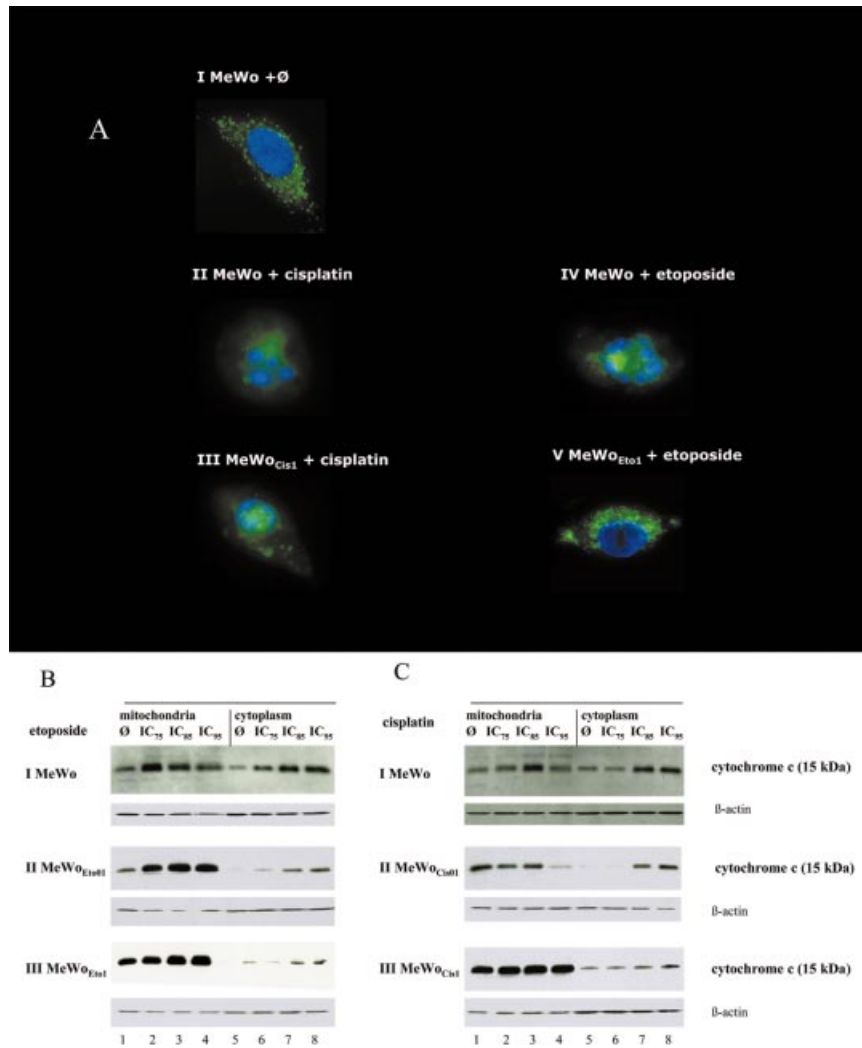 A
I MeWo +Ø
II MeWo + cisplatin
IV MeWo + etoposide
III MeWoCis1 + cisplatin
V MeWoEto1 + etoposide
B
mitochondria cytoplasm
etoposide Ø IC75 IC85 IC95 Ø IC75 IC85 IC95
I MeWo
II MeWoEto01
III MeWoEto1
1 2 3 4 5 6 7 8
C
mitochondria cytoplasm
cisplatin Ø IC75 IC85 IC95 Ø IC75 IC85 IC95
I MeWo cytochrome c (15 kDa)
ß-actin
II MeWoCis01 cytochrome c (15 kDa)
ß-actin
III MeWoCis1 cytochrome c (15 kDa)
ß-actin
1 2 3 4 5 6 7 8